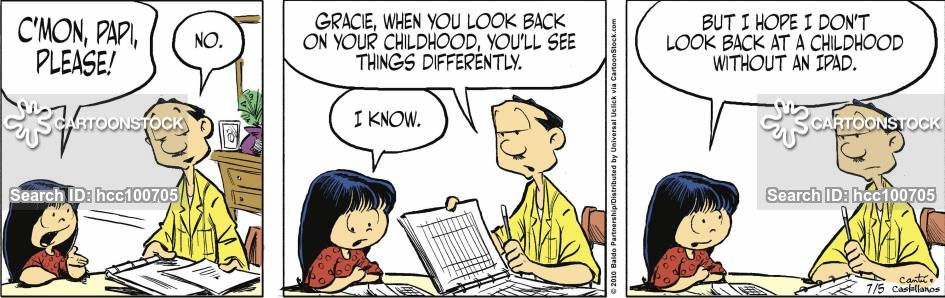 C'MON, PAPI,
PLEASE!
NO.
CARTOONSTOCK
Search ID: hcc100705
GRACIE, WHEN YOU LOOK BACK
ON YOUR CHILDHOOD, YOU'LL SEE
THINGS DIFFERENTLY.
I KNOW.
© 2010 Baldo Partnership/Distributed by Universal Uclick via CartoonStock.com
BUT I HOPE I DON'T
LOOK BACK AT A CHILDHOOD
WITHOUT AN IPAD.
CARTOONSTOCK
Search ID: hcc100705
7/5
Cantú &
Castellanos